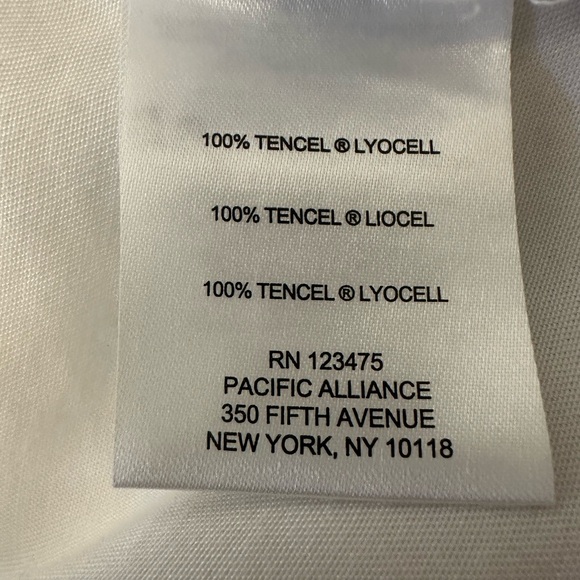 100% TENCEL ® LYOCELL
100% TENCEL ® LIOCEL
100% TENCEL ® LYOCELL
RN 123475
PACIFIC ALLIANCE
350 FIFTH AVENUE
NEW YORK, NY 10118